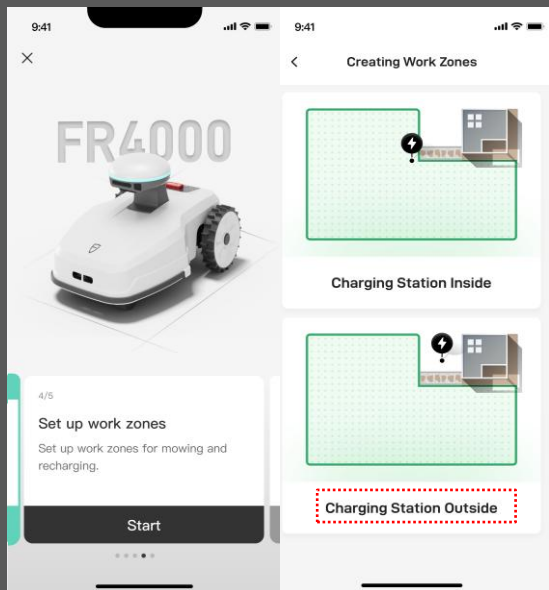 9:41
FR4000
4/5
Set up work zones
Set up work zones for mowing and
recharging.
Start
9:41
Creating Work Zones
Charging Station Inside
Charging Station Outside